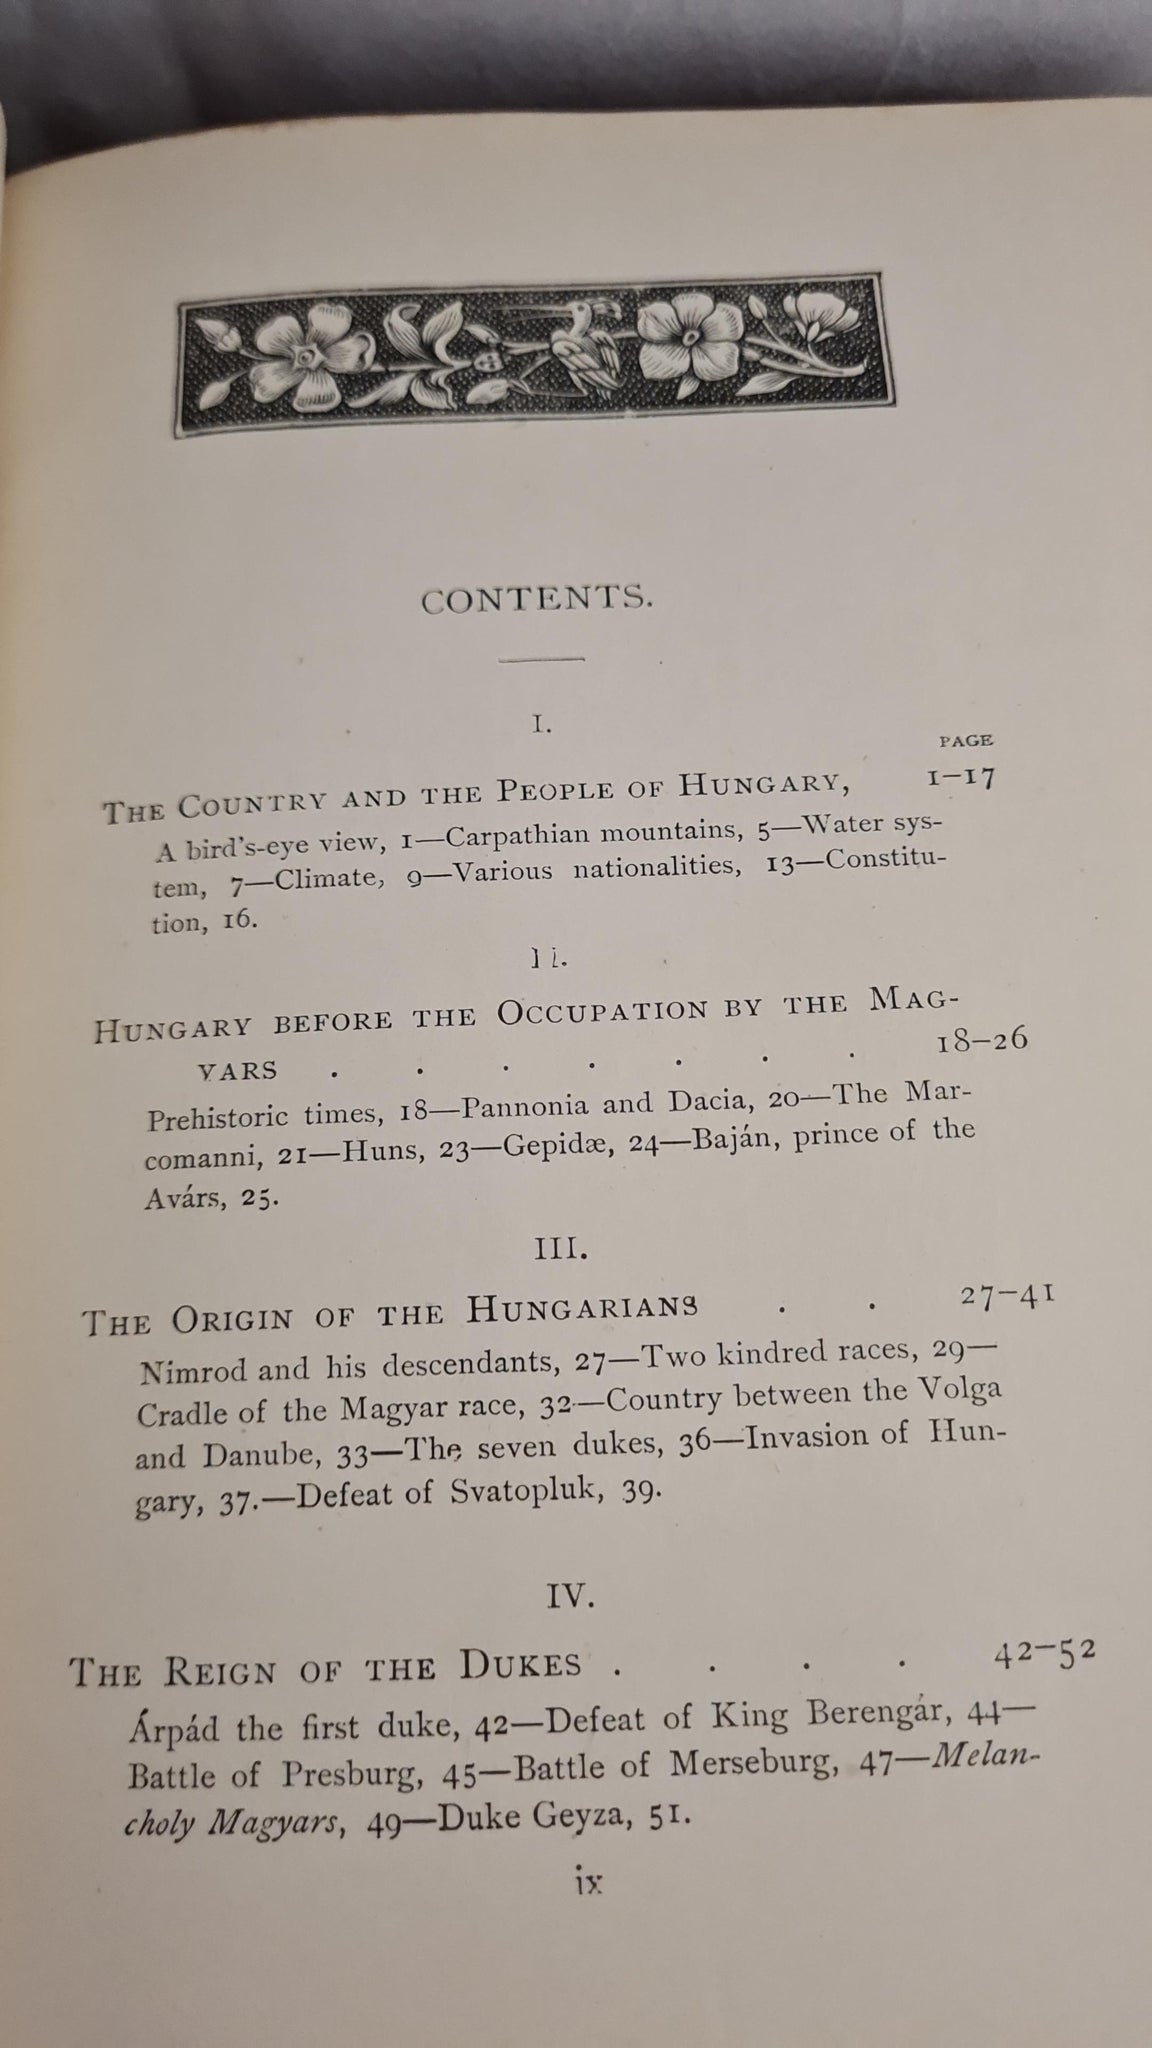 CONTENTS.
I.
PAGE
THE COUNTRY AND THE PEOPLE OF HUNGARY, 1–17
A bird's-eye view, 1—Carpathian mountains, 5—Water sys-
tem, 7—Climate, 9—Various nationalities, 13—Constitu-
tion, 16.
II.
HUNGARY BEFORE THE OCCUPATION BY THE MAG-
YARS . . . . . . . 18–26
Prehistoric times, 18—Pannonia and Dacia, 20—The Mar-
comanni, 21—Huns, 23—Gepidæ, 24—Baján, prince of the
Avárs, 25.
III.
THE ORIGIN OF THE HUNGARIANS . . 27–41
Nimrod and his descendants, 27—Two kindred races, 29—
Cradle of the Magyar race, 32—Country between the Volga
and Danube, 33—The seven dukes, 36—Invasion of Hun-
gary, 37.—Defeat of Svatopluk, 39.
IV.
THE REIGN OF THE DUKES . . . . 42–52
Árpád the first duke, 42—Defeat of King Berengár, 44—
Battle of Presburg, 45—Battle of Merseburg, 47—Melan-
choly Magyars, 49—Duke Geyza, 51.
ix